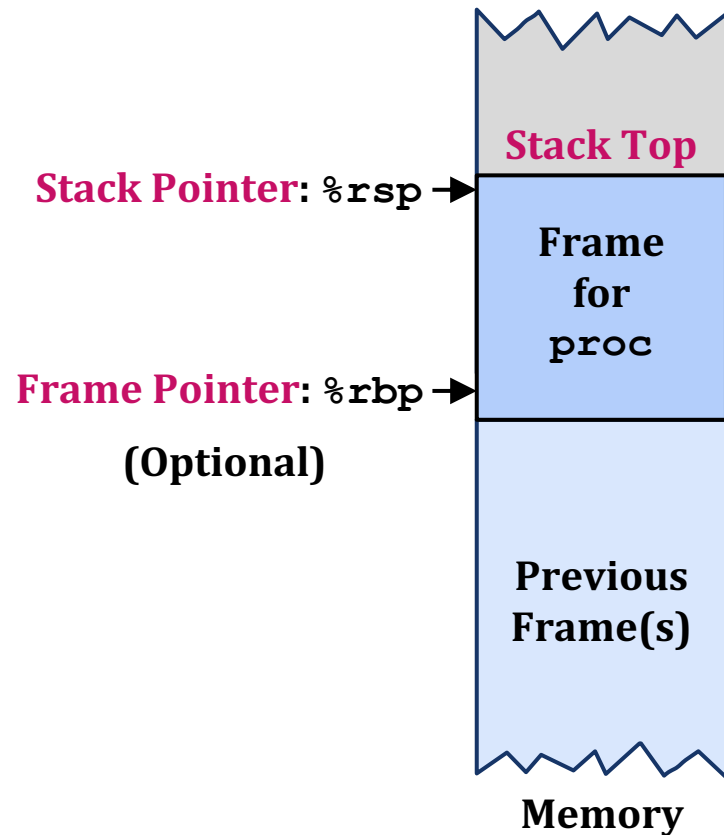 Stack Top
Stack Pointer: %rsp
Frame
for
proc
Frame Pointer: %rbp
(Optional)
Previous
Frame(s)
Memory